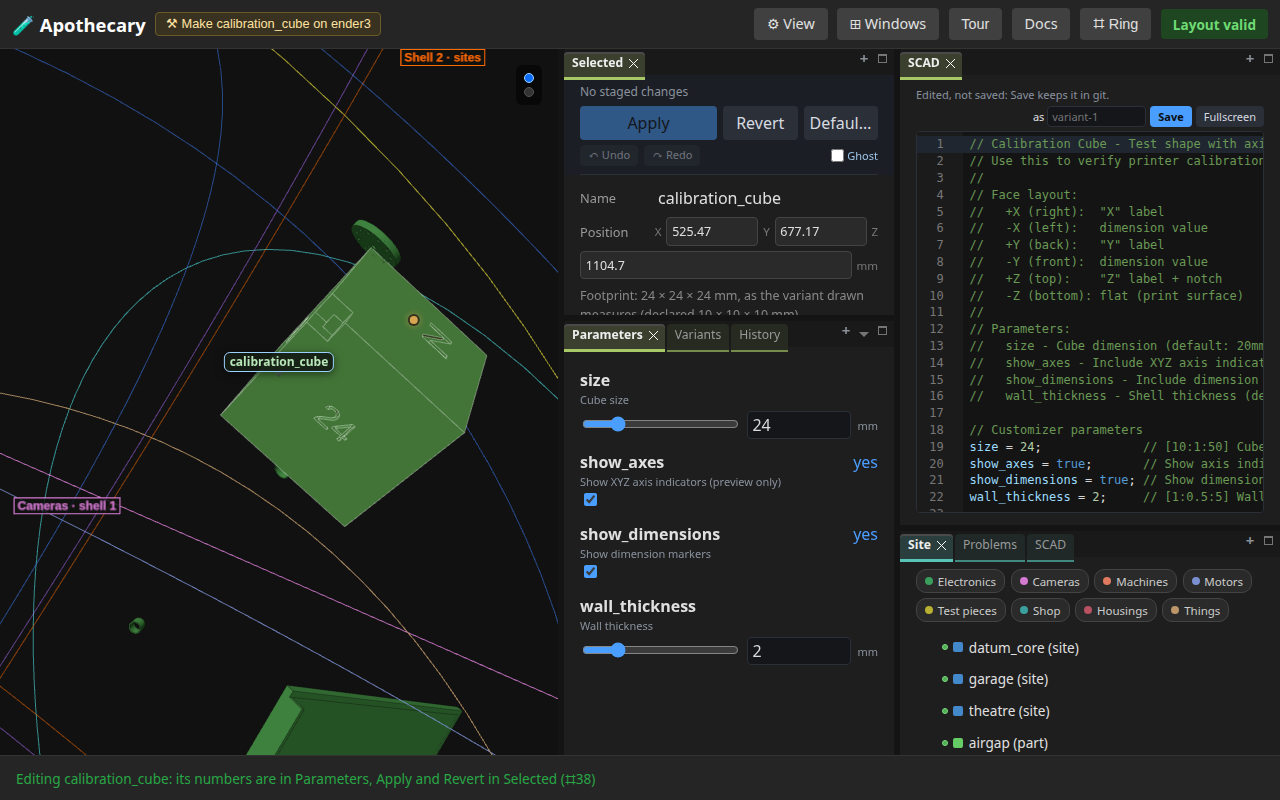 🧪 Apothecary
⚒ Make calibration_cube on ender3
⚙ View
⊞ Windows
Tour
Docs
⌗ Ring
Layout valid
Shell 2 · sites
calibration_cube
Z
24
Cameras · shell 1
Selected
No staged changes
Apply
Revert
Defaul...
↶ Undo
↷ Redo
Ghost
Name calibration_cube
Position X 525.47 Y 677.17 Z
1104.7 mm
Footprint: 24 × 24 × 24 mm, as the variant drawn
measures (declared 10 × 10 × 10 mm)
Parameters
Variants
History
size
Cube size
24 mm
show_axes yes
Show XYZ axis indicators (preview only)
show_dimensions yes
Show dimension markers
wall_thickness
Wall thickness
2 mm
SCAD
Edited, not saved: Save keeps it in git.
as variant-1 Save Fullscreen
1 // Calibration Cube - Test shape with axi
2 // Use this to verify printer calibration
3 //
4 // Face layout:
5 //   +X (right):  "X" label
6 //   -X (left):   dimension value
7 //   +Y (back):   "Y" label
8 //   -Y (front):  dimension value
9 //   +Z (top):    "Z" label + notch
10 //   -Z (bottom): flat (print surface)
11 //
12 // Parameters:
13 //   size - Cube dimension (default: 20mm
14 //   show_axes - Include XYZ axis indicat
15 //   show_dimensions - Include dimension
16 //   wall_thickness - Shell thickness (de
17
18 // Customizer parameters
19 size = 24;              // [10:1:50] Cube
20 show_axes = true;       // Show axis indi
21 show_dimensions = true; // Show dimension
22 wall_thickness = 2;     // [1:0.5:5] Wall
Site
Problems
SCAD
Electronics
Cameras
Machines
Motors
Test pieces
Shop
Housings
Things
datum_core (site)
garage (site)
theatre (site)
airgap (part)
Editing calibration_cube: its numbers are in Parameters, Apply and Revert in Selected (⌗38)